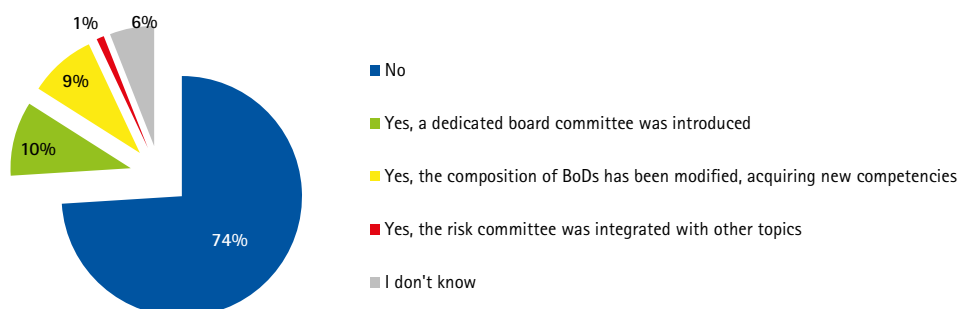 1%
6%
9%
10%
74%
No
Yes, a dedicated board committee was introduced
Yes, the composition of BoDs has been modified, acquiring new competencies
Yes, the risk committee was integrated with other topics
I don't know